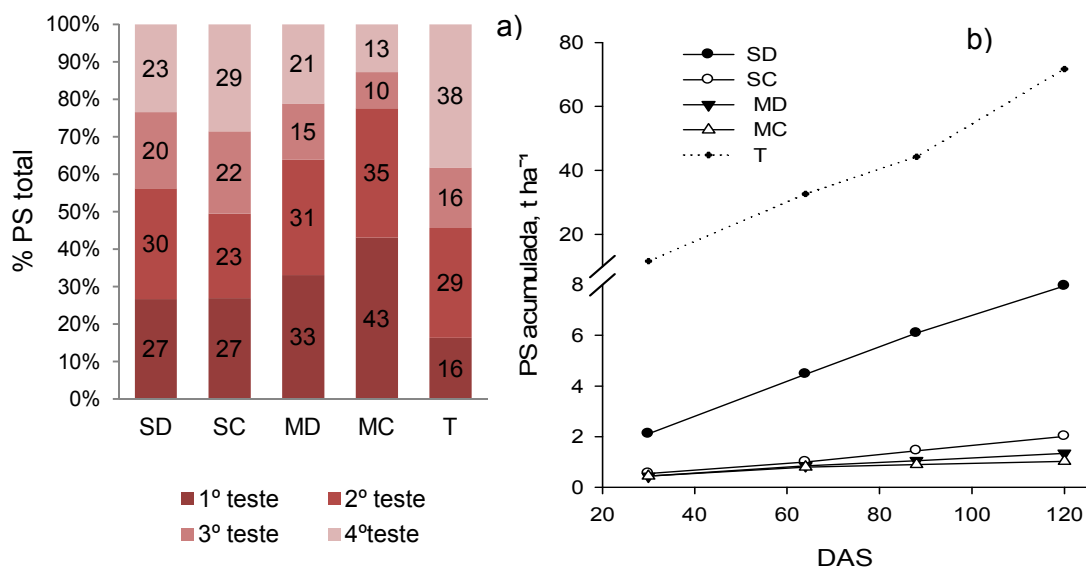 a)
% PS total
100%
90%
80%
70%
60%
50%
40%
30%
20%
10%
0%
23 29 21 13 38
20 22 15 10 16
30 23 31 35 29
27 27 33 43 16
SD SC MD MC T
1º teste 2º teste
3º teste 4ºteste
b)
PS acumulada, t ha⁻¹
80
60
40
20
8
6
4
2
0
SD
SC
MD
MC
T
20 40 60 80 100 120
DAS